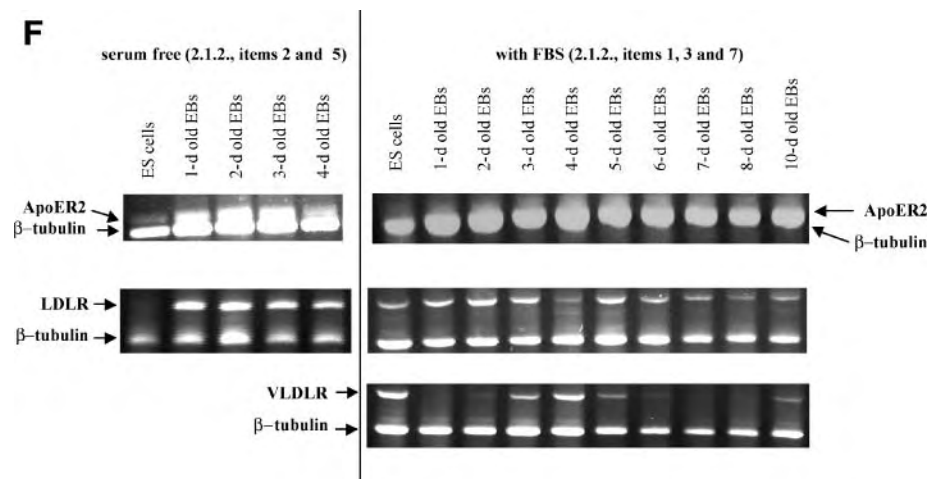 F
serum free (2.1.2., items 2 and 5)
with FBS (2.1.2., items 1, 3 and 7)
ES cells
1-d old EBs
2-d old EBs
3-d old EBs
4-d old EBs
ES cells
1-d old EBs
2-d old EBs
3-d old EBs
4-d old EBs
5-d old EBs
6-d old EBs
7-d old EBs
8-d old EBs
10-d old EBs
ApoER2
β-tubulin
ApoER2
β-tubulin
LDLR
β-tubulin
VLDLR
β-tubulin